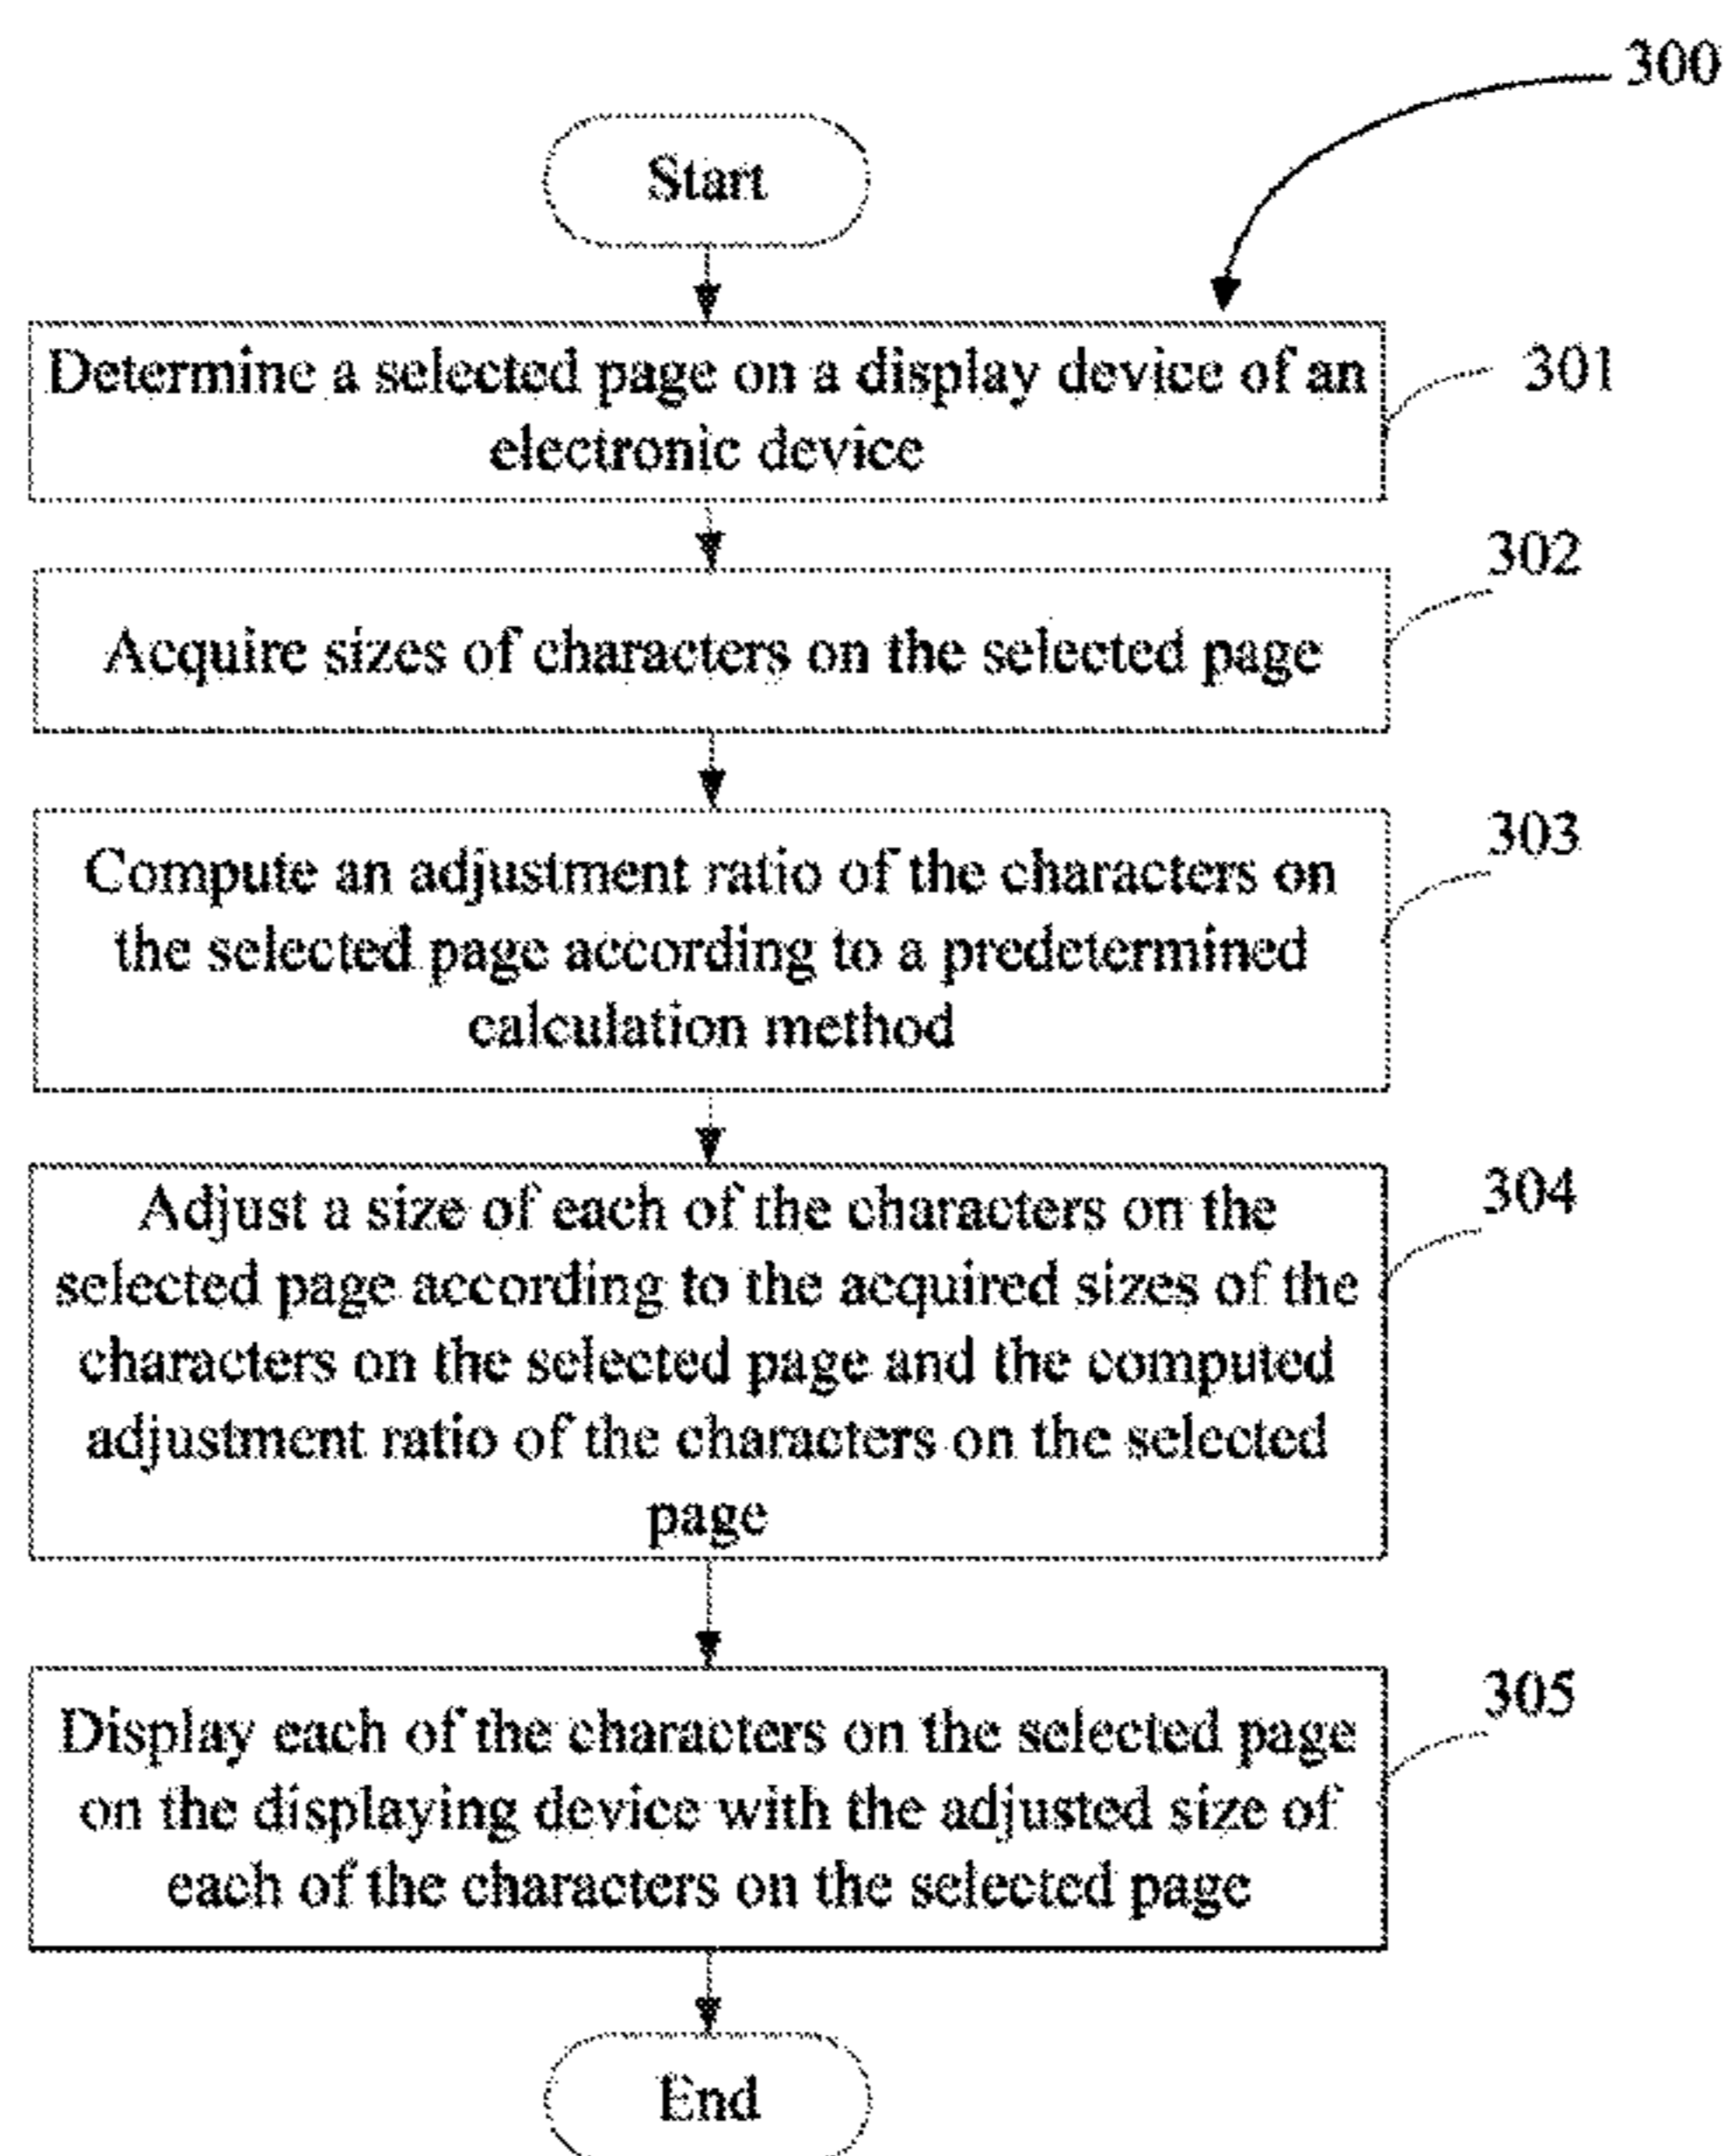 300
Start
Determine a selected page on a display device of an
electronic device
301
302
Acquire sizes of characters on the selected page
303
Compute an adjustment ratio of the characters on
the selected page according to a predetermined
calculation method
304
Adjust a size of each of the characters on the
selected page according to the acquired sizes of the
characters on the selected page and the computed
adjustment ratio of the characters on the selected
page
305
Display each of the characters on the selected page
on the displaying device with the adjusted size of
each of the characters on the selected page
End